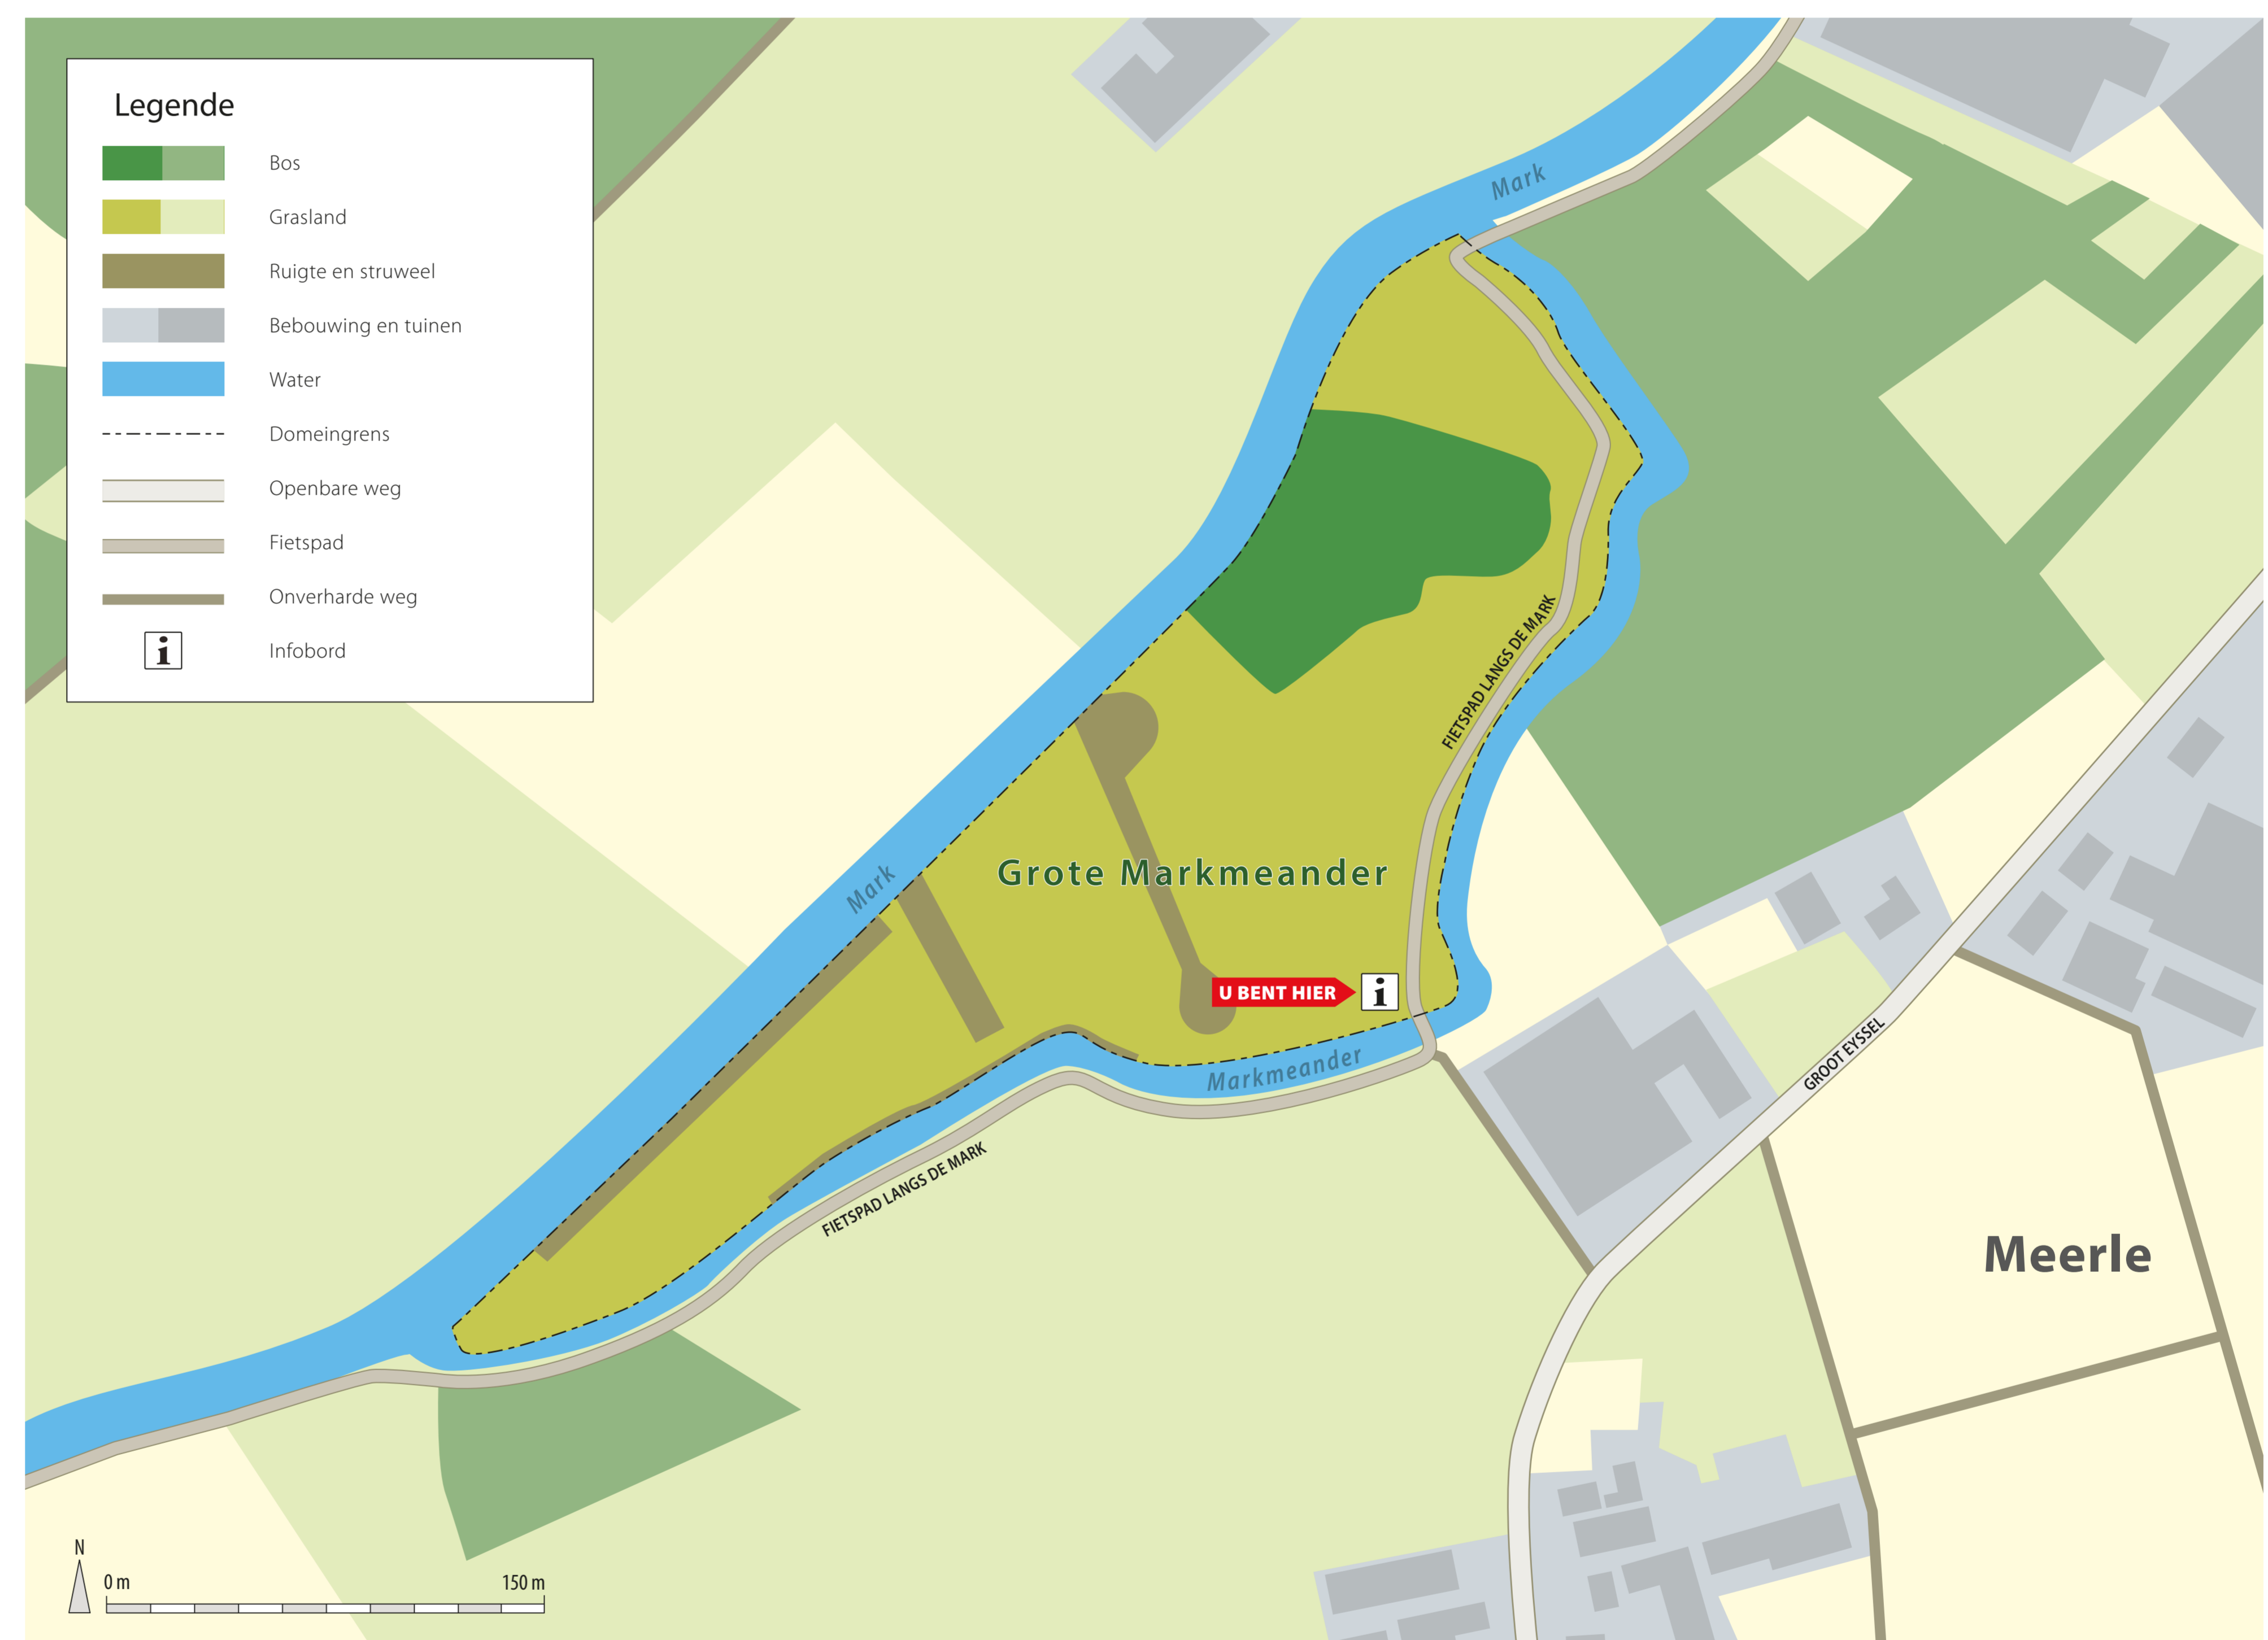 Legende
Bos
Grasland
Ruigte en struweel
Bebouwing en tuinen
Water
Domeingrens
Openbare weg
Fietspad
Onverharde weg
i
Infobord
Mark
FIETSPAD LANGS DE MARK
Mark
Grote Markmeander
U BENT HIER
i
Markmeander
GROOT EYSSEL
FIETSPAD LANGS DE MARK
Meerle
N
0 m
150 m